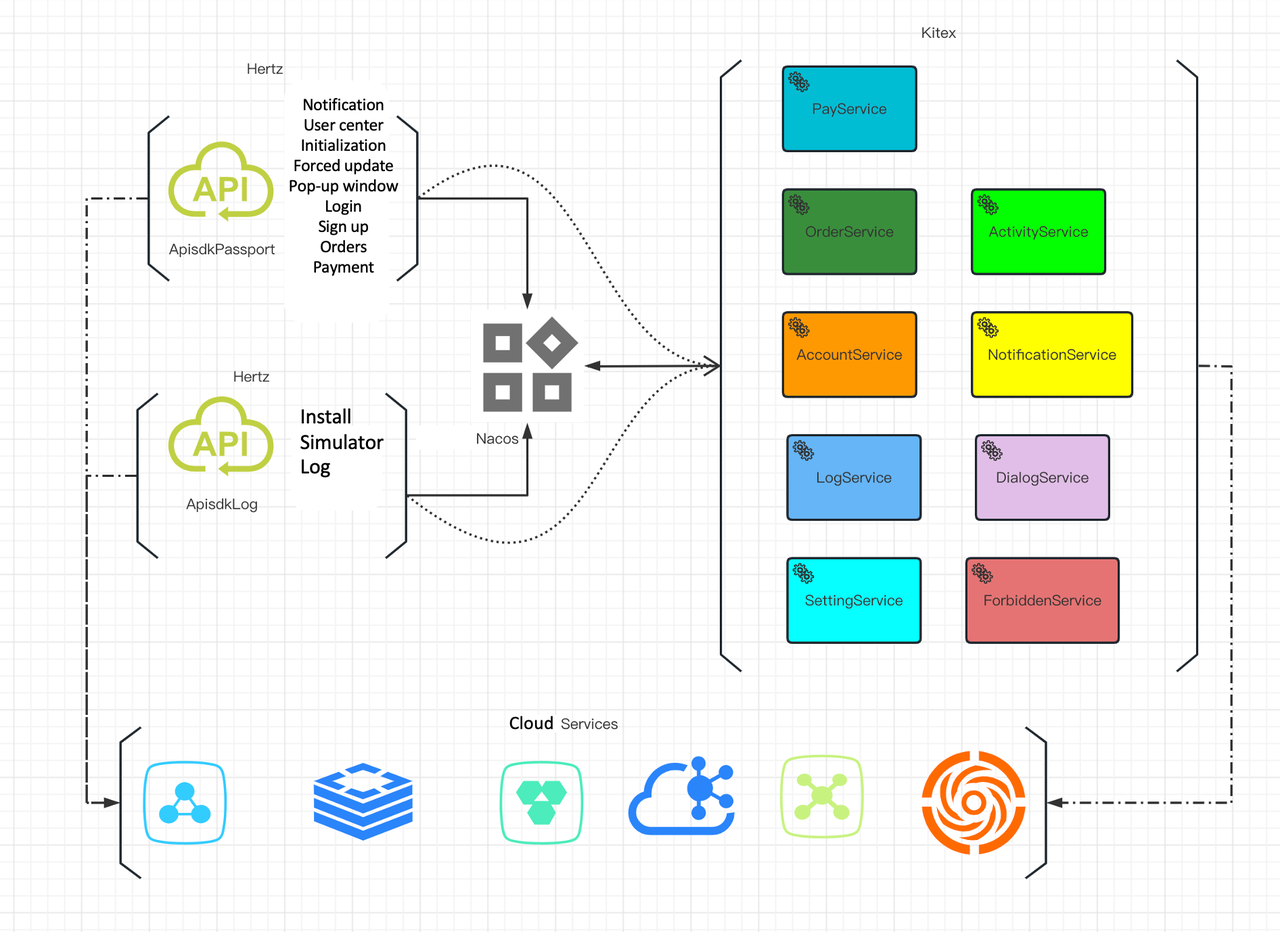 Kitex
Hertz
Notification
User center
Initialization
Forced update
Pop-up window
Login
Sign up
Orders
Payment
API
ApisdkPassport
PayService
OrderService
ActivityService
AccountService
NotificationService
Hertz
Install
Simulator
Log
API
ApisdkLog
Nacos
LogService
DialogService
SettingService
ForbiddenService
Cloud Services